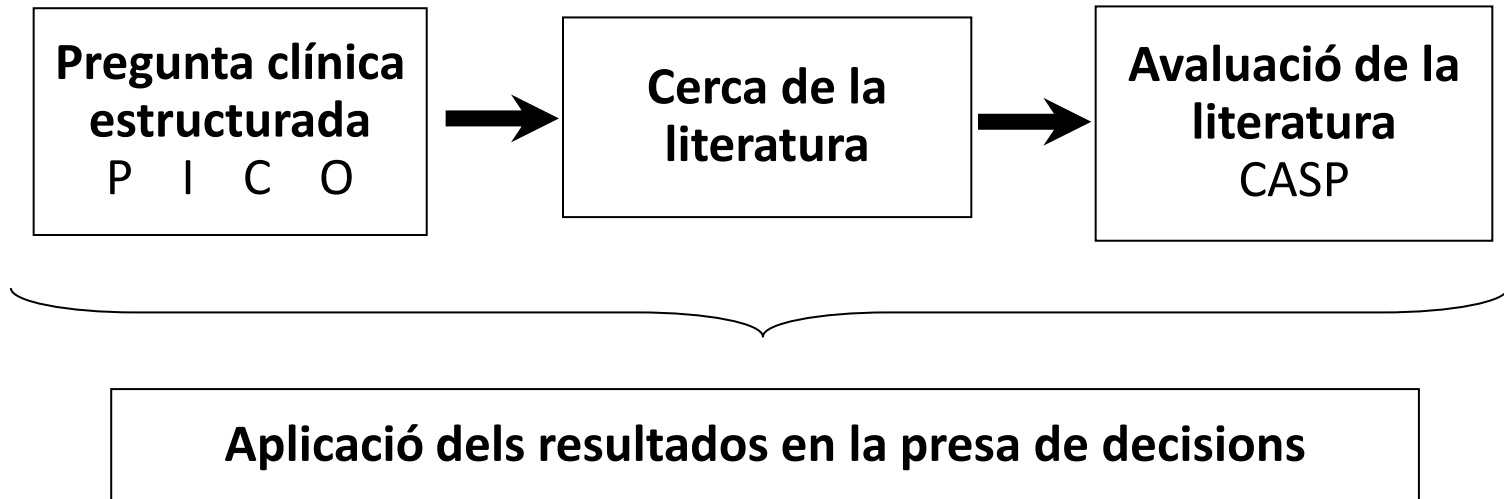 Pregunta clínica
estructurada
P I C O
Cerca de la
literatura
Avaluació de la
literatura
CASP
Aplicació dels resultados en la presa de decisions